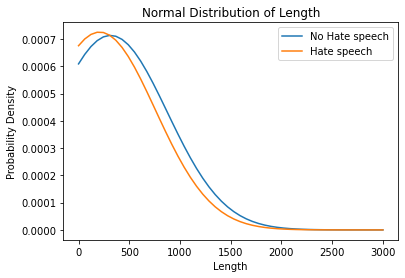 Normal Distribution of Length
No Hate speech
Hate speech
0.0007
0.0006
0.0005
0.0004
0.0003
0.0002
0.0001
0.0000
Probability Density
0 500 1000 1500 2000 2500 3000
Length